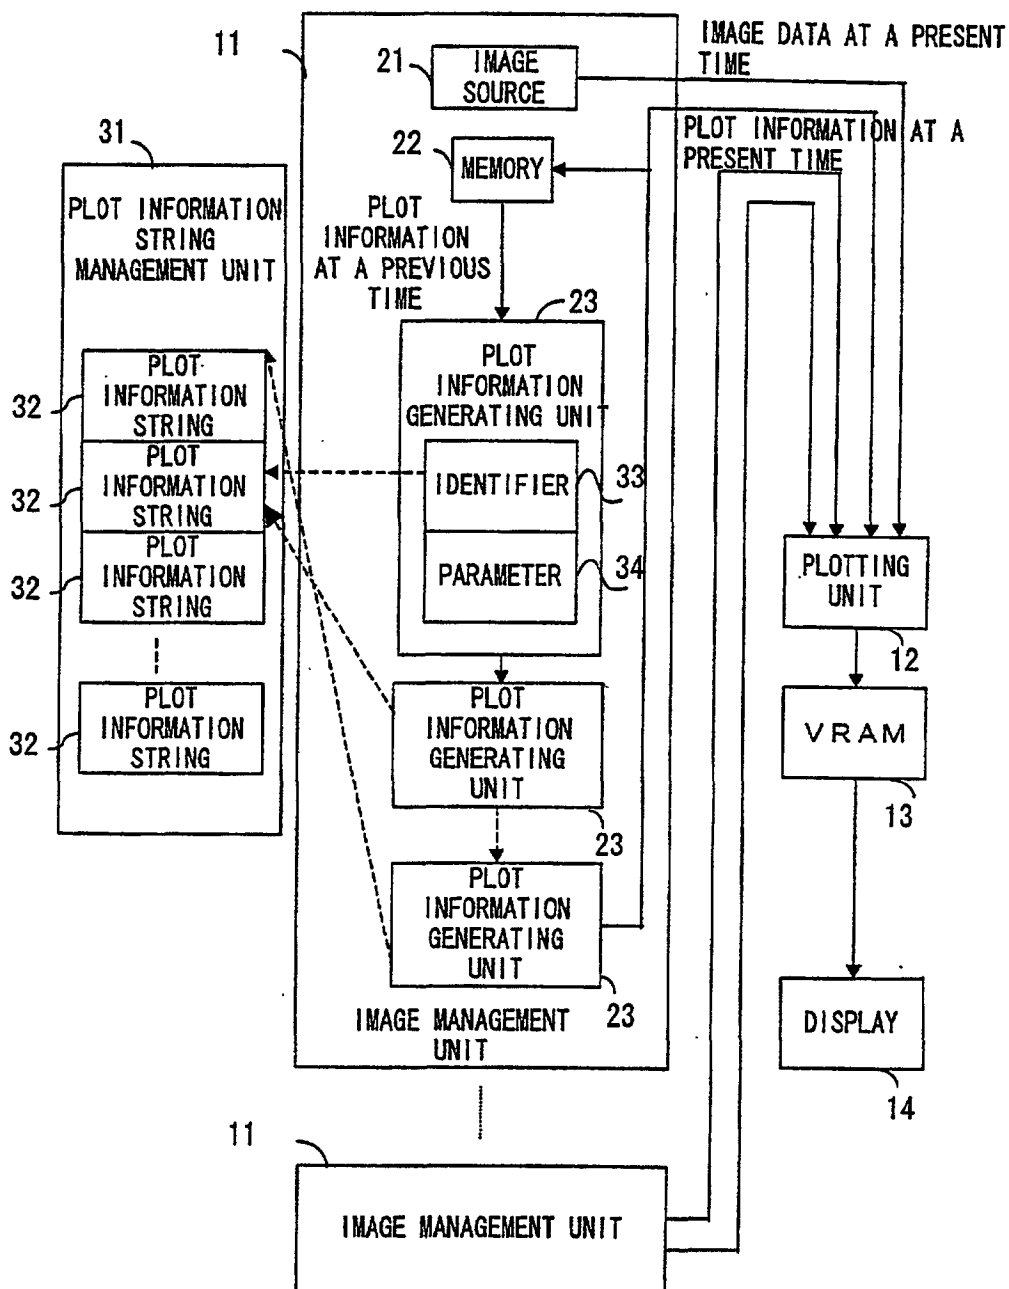 11
21
IMAGE
SOURCE
IMAGE DATA AT A PRESENT
TIME
PLOT INFORMATION AT A
PRESENT TIME
22
MEMORY
31
PLOT INFORMATION
STRING
MANAGEMENT UNIT
PLOT
INFORMATION
AT A PREVIOUS
TIME
23
PLOT
INFORMATION
GENERATING UNIT
IDENTIFIER
33
PARAMETER
34
32
PLOT
INFORMATION
STRING
32
PLOT
INFORMATION
STRING
32
PLOT
INFORMATION
STRING
32
PLOT
INFORMATION
STRING
PLOT
INFORMATION
GENERATING
UNIT
23
PLOT
INFORMATION
GENERATING
UNIT
23
IMAGE MANAGEMENT
UNIT
PLOTTING
UNIT
12
VRAM
13
DISPLAY
14
11
IMAGE MANAGEMENT UNIT